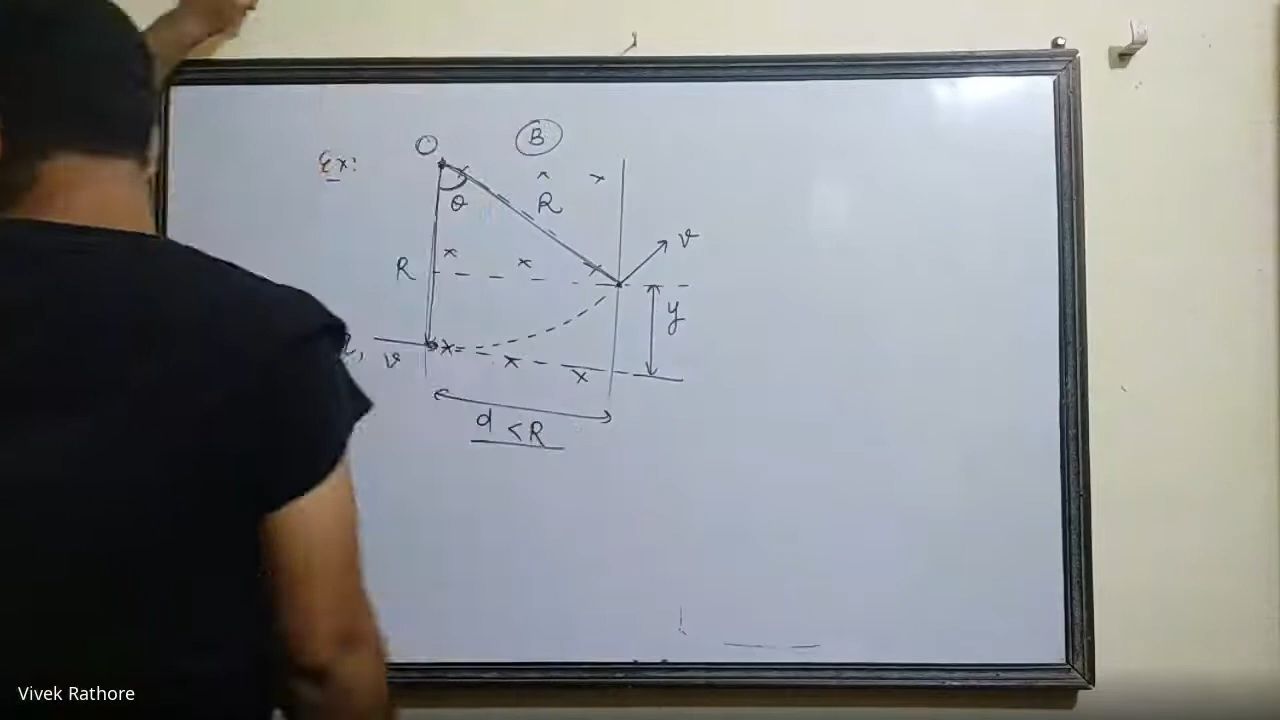 Ex:
O
B
θ
R
v
R
y
, v
d < R
Vivek Rathore